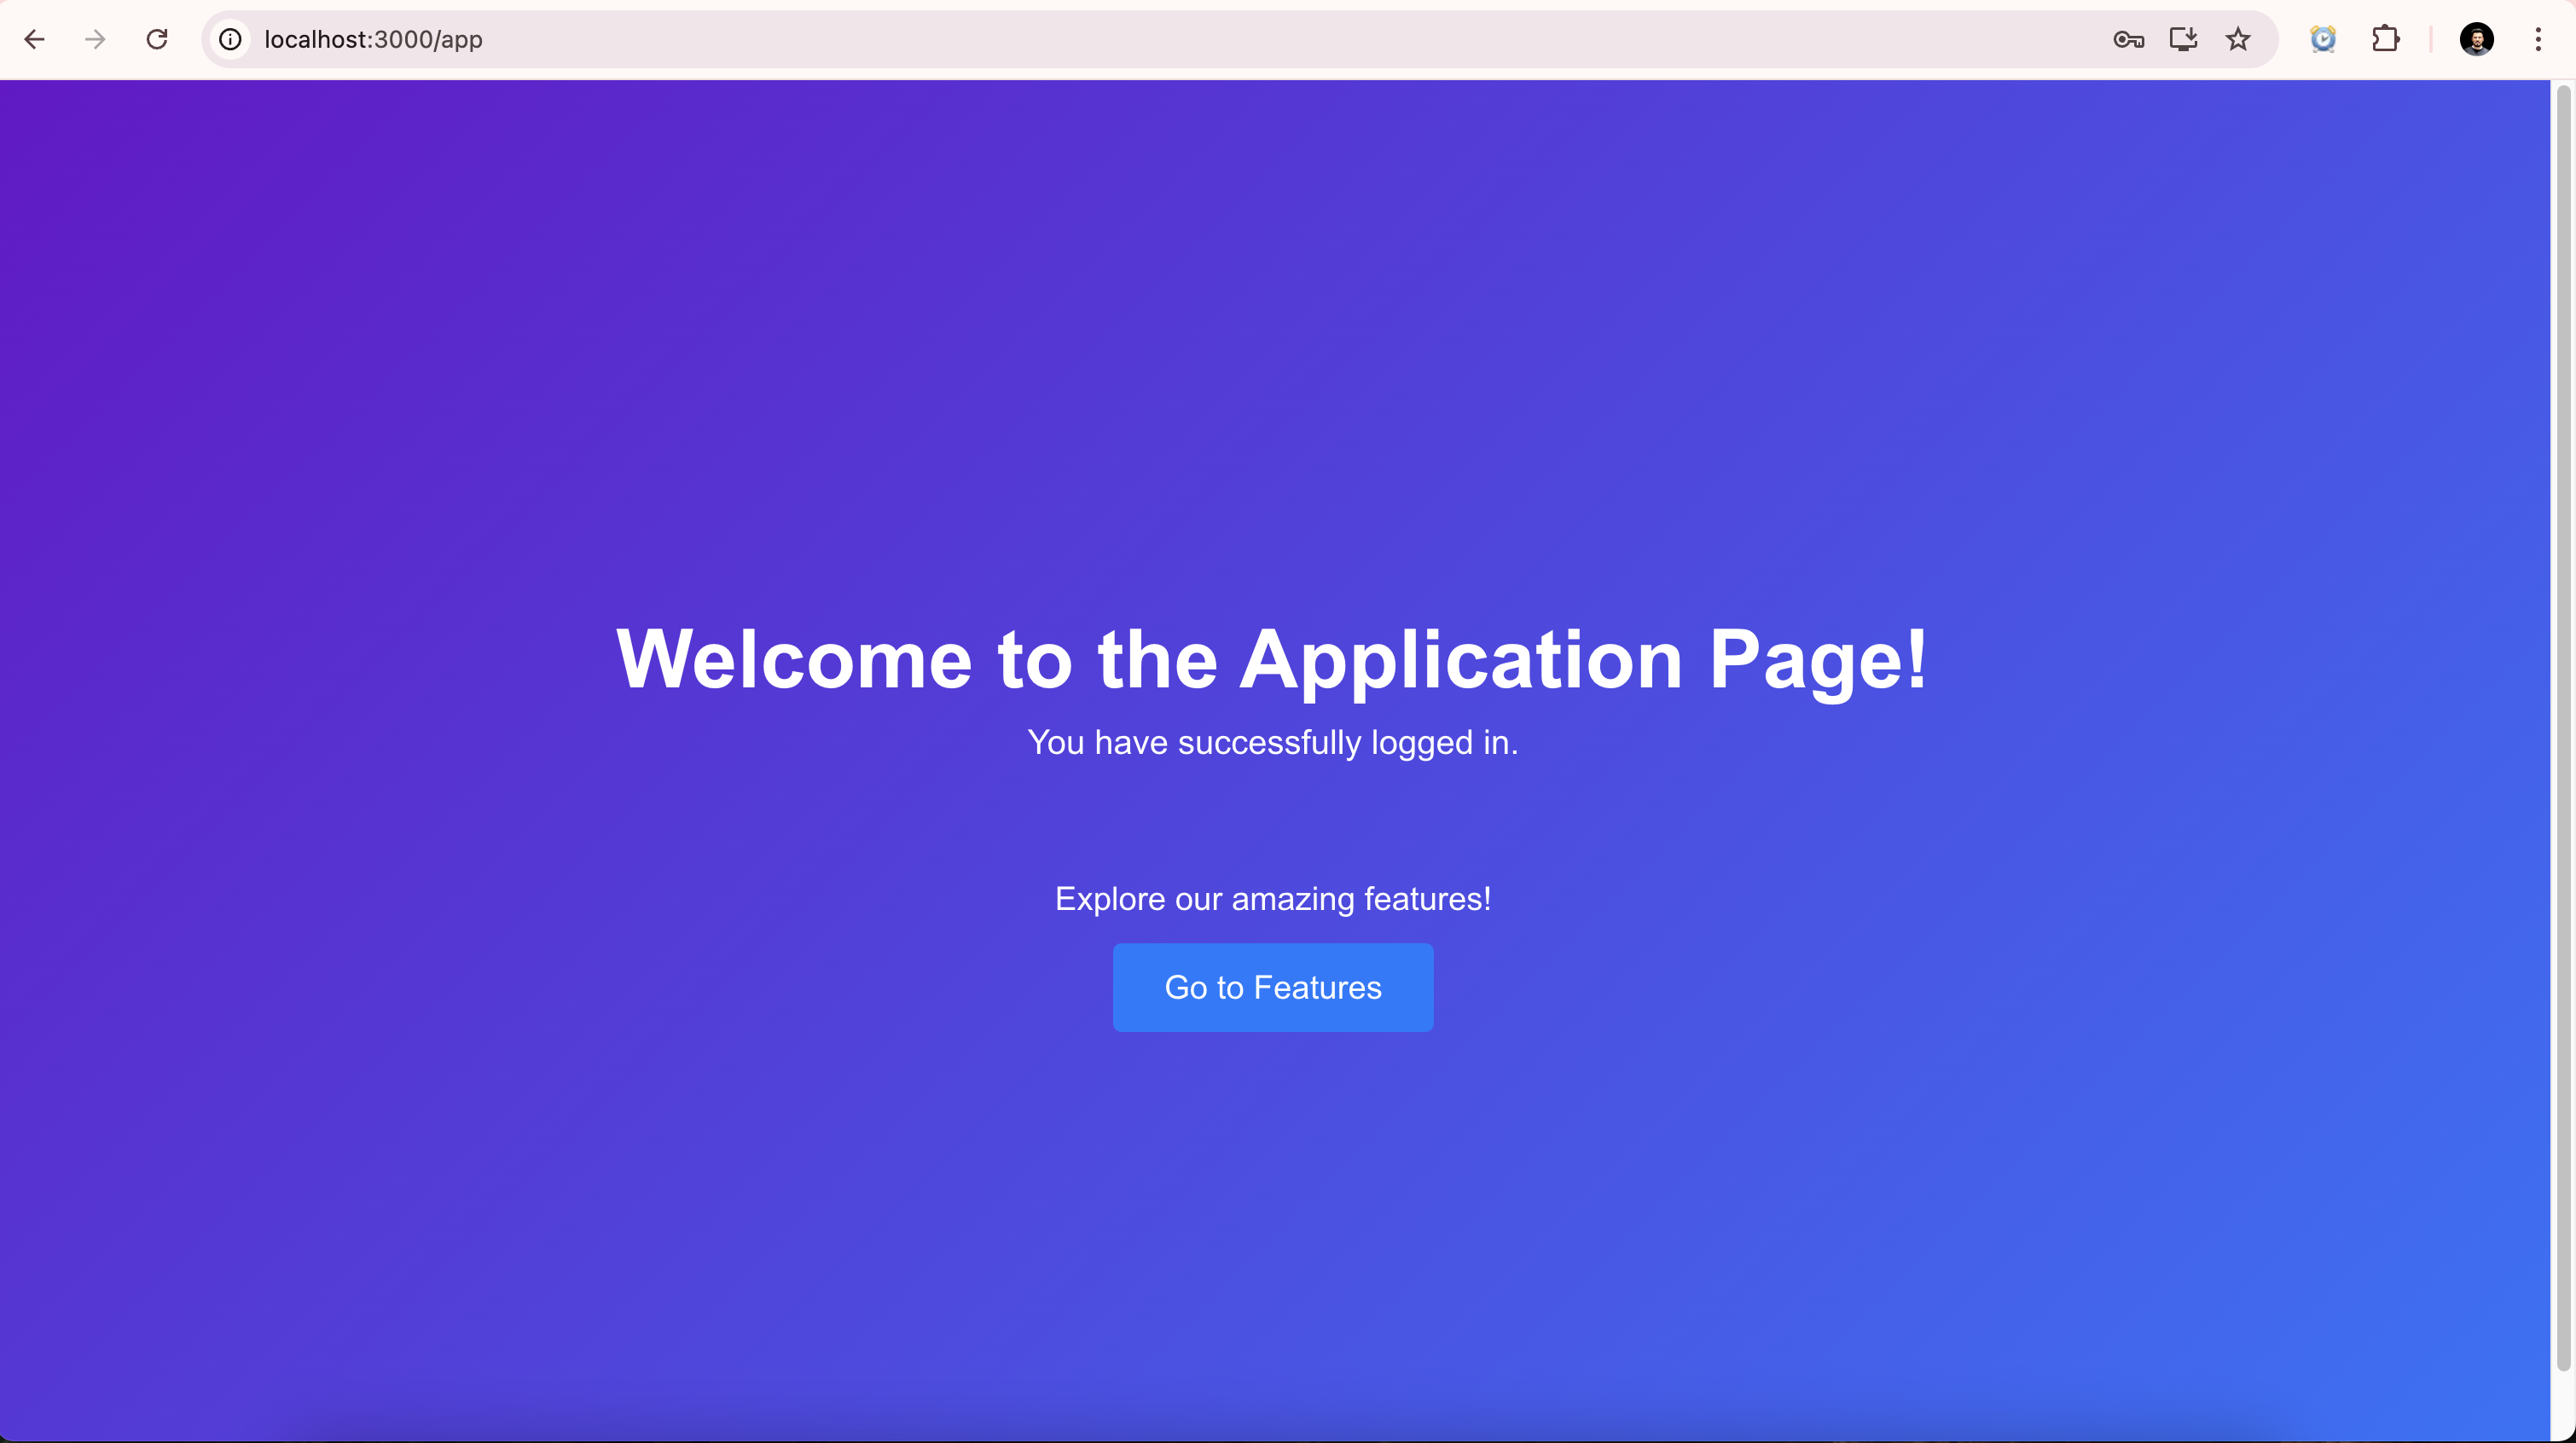 localhost:3000/app
Welcome to the Application Page!
You have successfully logged in.
Explore our amazing features!
Go to Features